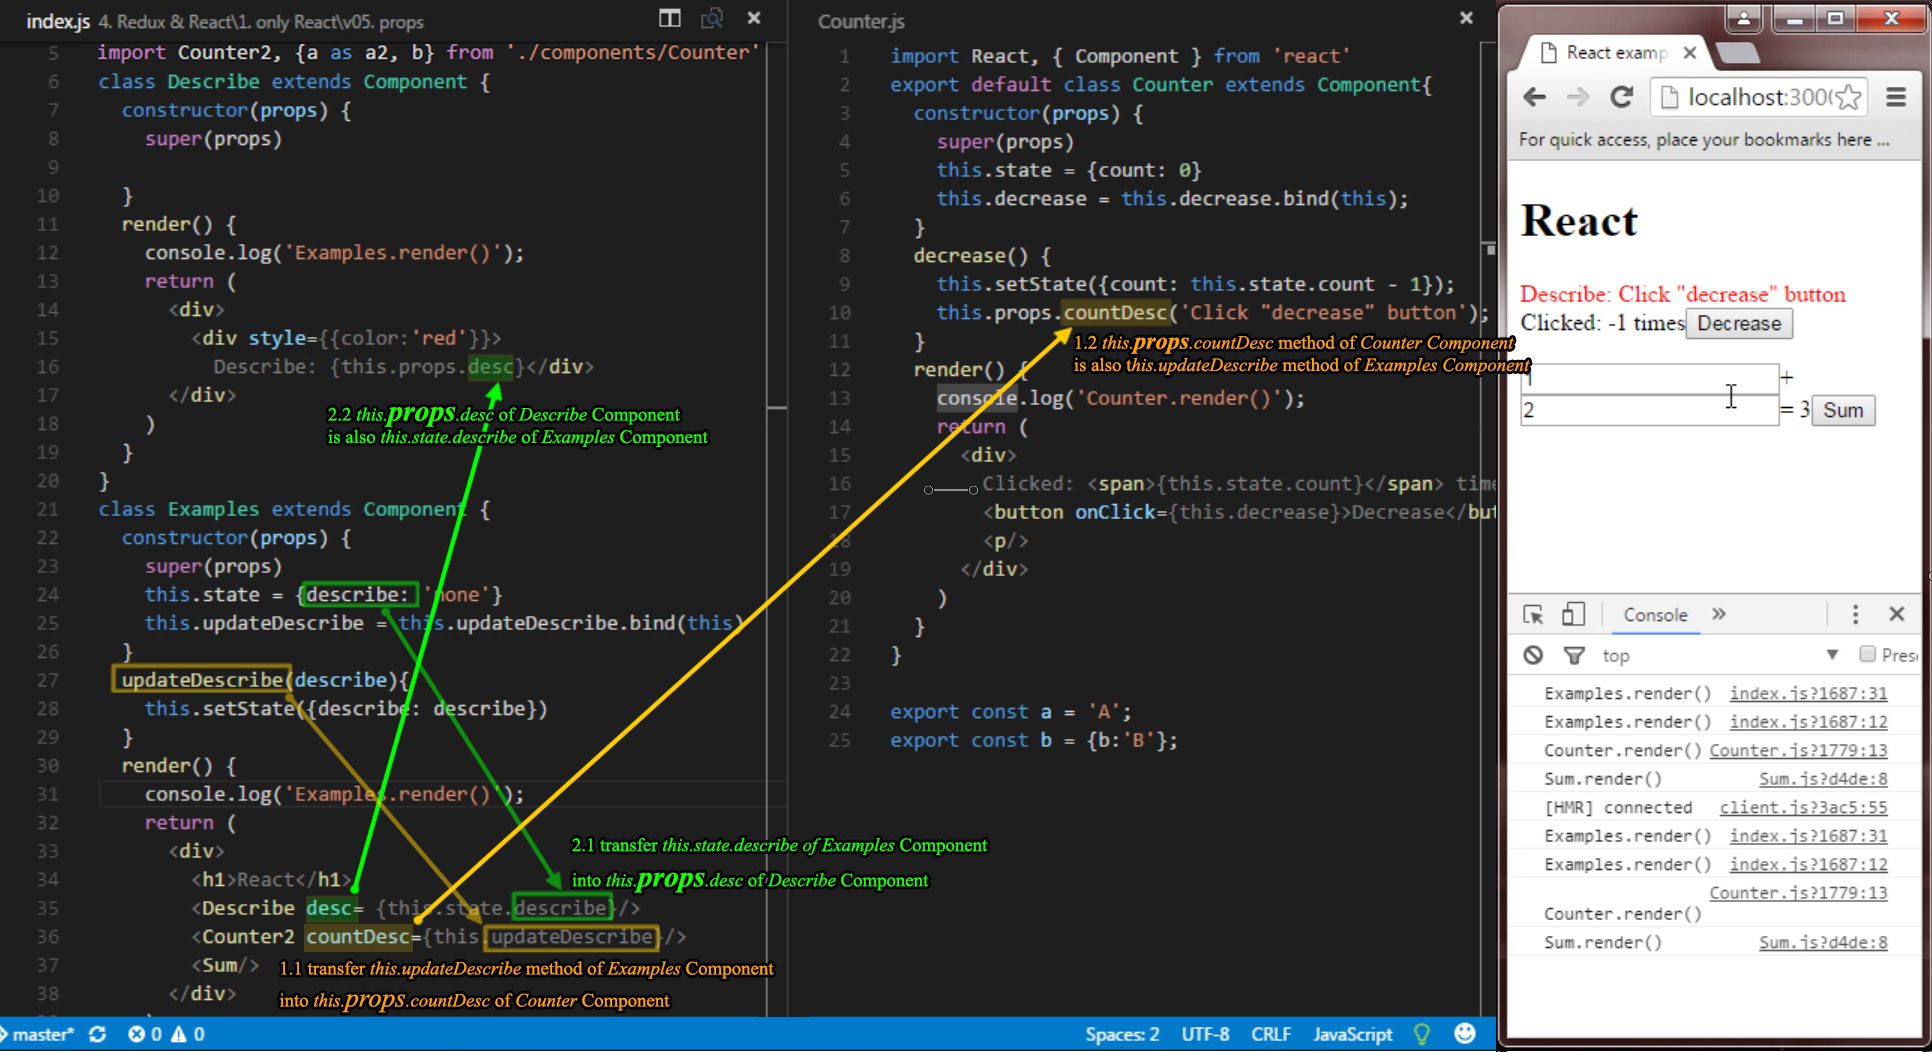 index.js 4. Redux & React\1. only React\v05. props
5 import Counter2, {a as a2, b} from './components/Counter'
6 class Describe extends Component {
7 constructor(props) {
8 super(props)
9
10 }
11 render() {
12 console.log('Examples.render()');
13 return (
14 <div>
15 <div style={{color:'red'}}>
16 Describe: {this.props.desc}</div>
17 </div>
18 )
19 }
20 }
21 class Examples extends Component {
22 constructor(props) {
23 super(props)
24 this.state = {describe: 'none'}
25 this.updateDescribe = this.updateDescribe.bind(this)
26 }
27 updateDescribe(describe){
28 this.setState({describe: describe})
29 }
30 render() {
31 console.log('Examples.render()');
32 return (
33 <div>
34 <h1>React</h1>
35 <Describe desc= {this.state.describe}/>
36 <Counter2 countDesc={this.updateDescribe}/>
37 <Sum/>
38 </div>
2.2 this.props.desc of Describe Component
is also this.state.describe of Examples Component
2.1 transfer this.state.describe of Examples Component
into this.props.desc of Describe Component
1.1 transfer this.updateDescribe method of Examples Component
into this.props.countDesc of Counter Component
Counter.js
1 import React, { Component } from 'react'
2 export default class Counter extends Component{
3 constructor(props) {
4 super(props)
5 this.state = {count: 0}
6 this.decrease = this.decrease.bind(this);
7 }
8 decrease() {
9 this.setState({count: this.state.count - 1});
10 this.props.countDesc('Click "decrease" button');
11 }
12 render() {
13 console.log('Counter.render()');
14 return (
15 <div>
16 Clicked: <span>{this.state.count}</span> tim
17 <button onClick={this.decrease}>Decrease</but
18 <p/>
19 </div>
20 )
21 }
22 }
23
24 export const a = 'A';
25 export const b = {b:'B'};
1.2 this.props.countDesc method of Counter Component
is also this.updateDescribe method of Examples Component
master* 0 0
Spaces: 2 UTF-8 CRLF JavaScript
React examp
localhost:300
For quick access, place your bookmarks here ...
React
Describe: Click "decrease" button
Clicked: -1 times Decrease
1 +
2 = 3 Sum
Console »
top Pres
Examples.render() index.js?1687:31
Examples.render() index.js?1687:12
Counter.render() Counter.js?1779:13
Sum.render() Sum.js?d4de:8
[HMR] connected client.js?3ac5:55
Examples.render() index.js?1687:31
Examples.render() index.js?1687:12
Counter.js?1779:13
Counter.render()
Sum.render() Sum.js?d4de:8